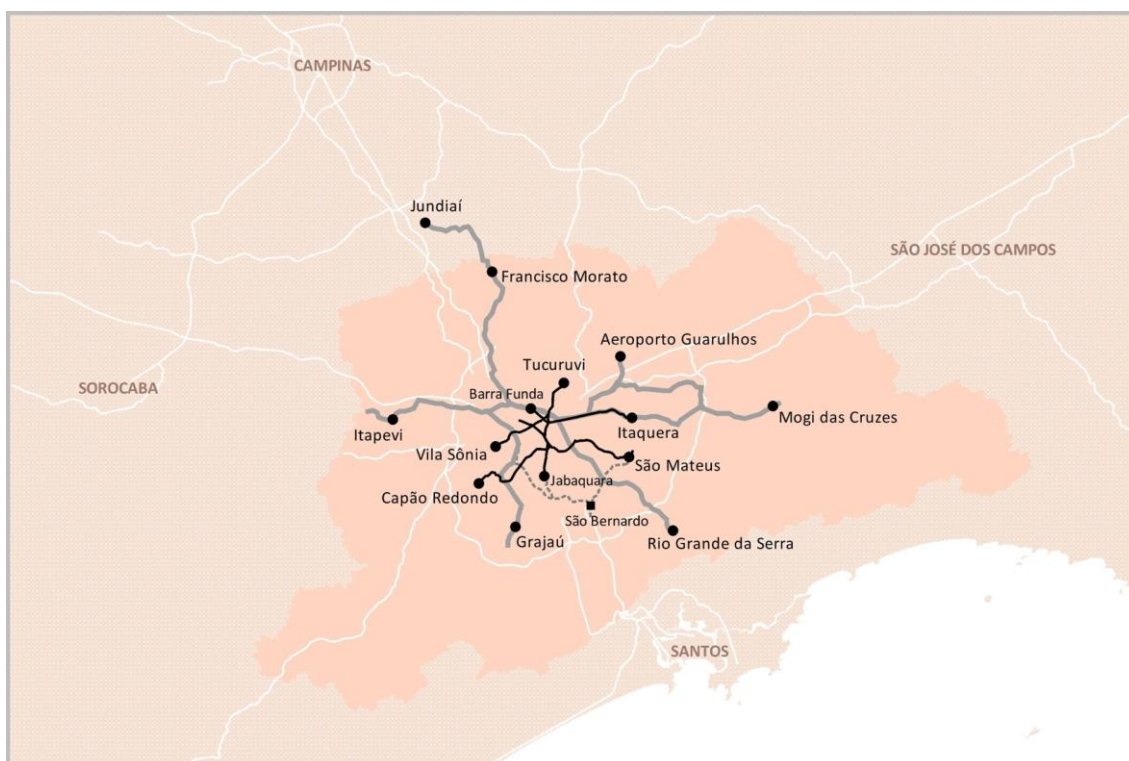 CAMPINAS
Jundiaí
SÃO JOSÉ DOS CAMPOS
Francisco Morato
Aeroporto Guarulhos
Tucuruvi
SOROCABA
Barra Funda
Mogi das Cruzes
Itapevi
Itaquera
Vila Sônia
São Mateus
Jabaquara
Capão Redondo
São Bernardo
Grajaú
Rio Grande da Serra
SANTOS